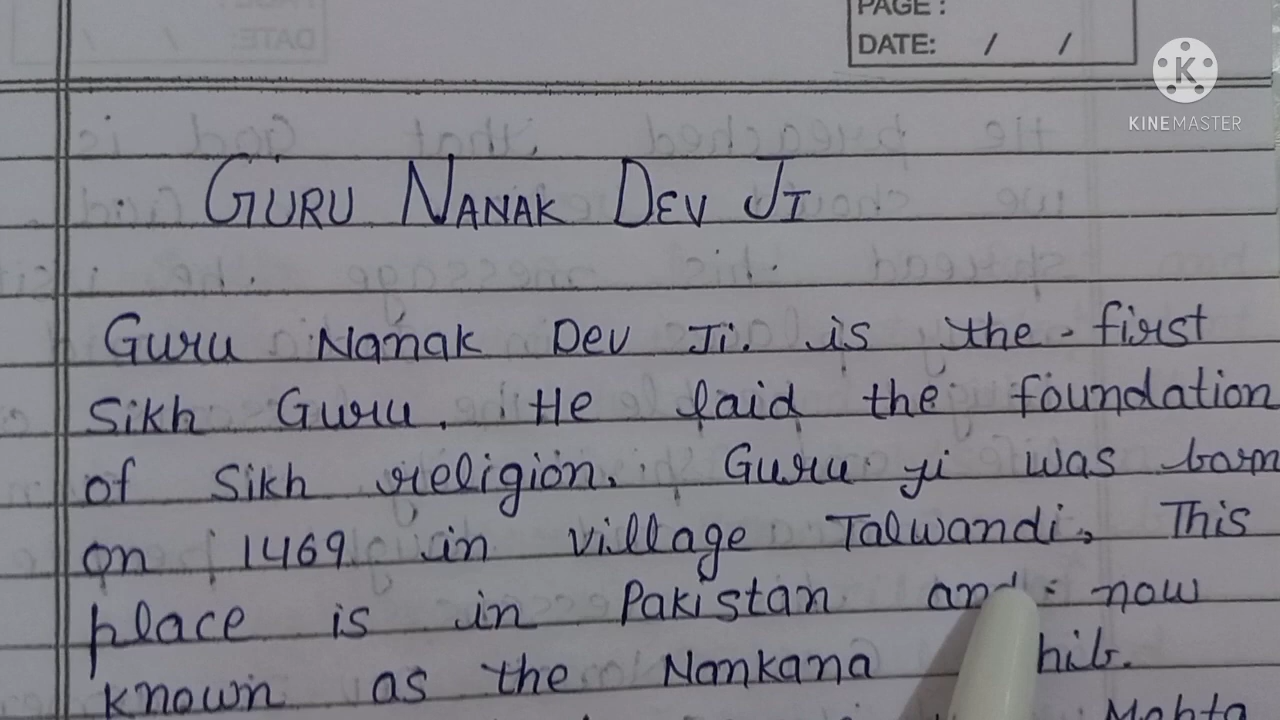 PAGE:
DATE: / /
KINEMASTER
GURU NANAK DEV JI
Guru Nanak Dev Ji. is the first
Sikh Guru. He laid the foundation
of Sikh religion. Guru ji was born
on 1469 in village Talwandi. This
place is in Pakistan and now
known as the Nankana hib.
Mehta